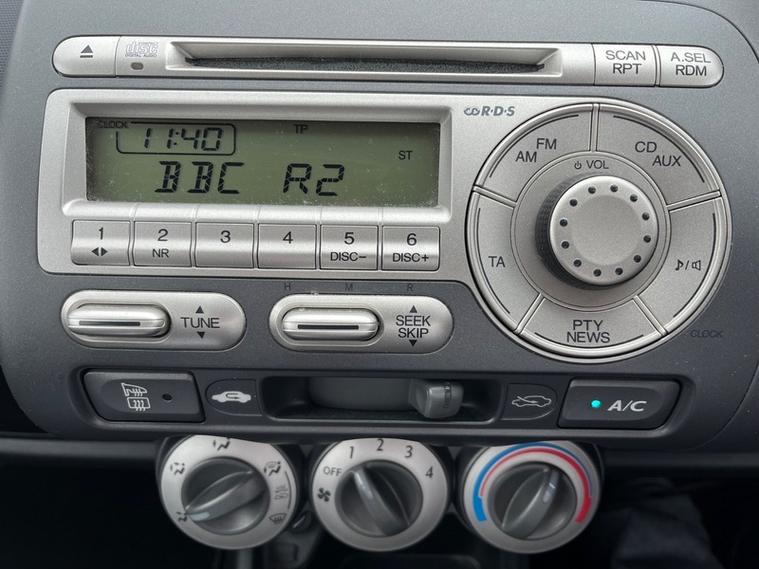 disc
DIGITAL AUDIO
SCAN
RPT
A.SEL
RDM
R·D·S
CLOCK
11:40
TP
ST
BBC R2
FM
AM
CD
AUX
VOL
TA
PTY
NEWS
CLOCK
1
2
NR
3
4
5
DISC−
6
DISC+
H M R
TUNE
SEEK
SKIP
A/C
OFF
1
2
3
4